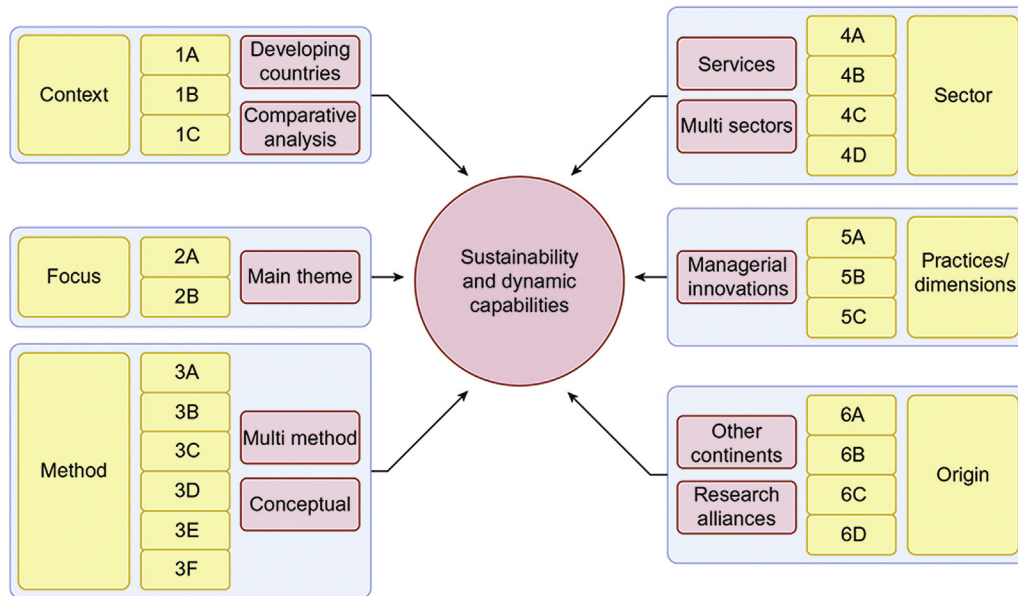 Context
1A
1B
1C
Developing
countries
Comparative
analysis
Focus
2A
2B
Main theme
Method
3A
3B
3C
3D
3E
3F
Multi method
Conceptual
Sustainability
and dynamic
capabilities
Services
Multi sectors
4A
4B
4C
4D
Sector
Managerial
innovations
5A
5B
5C
Practices/
dimensions
Other
continents
Research
alliances
6A
6B
6C
6D
Origin